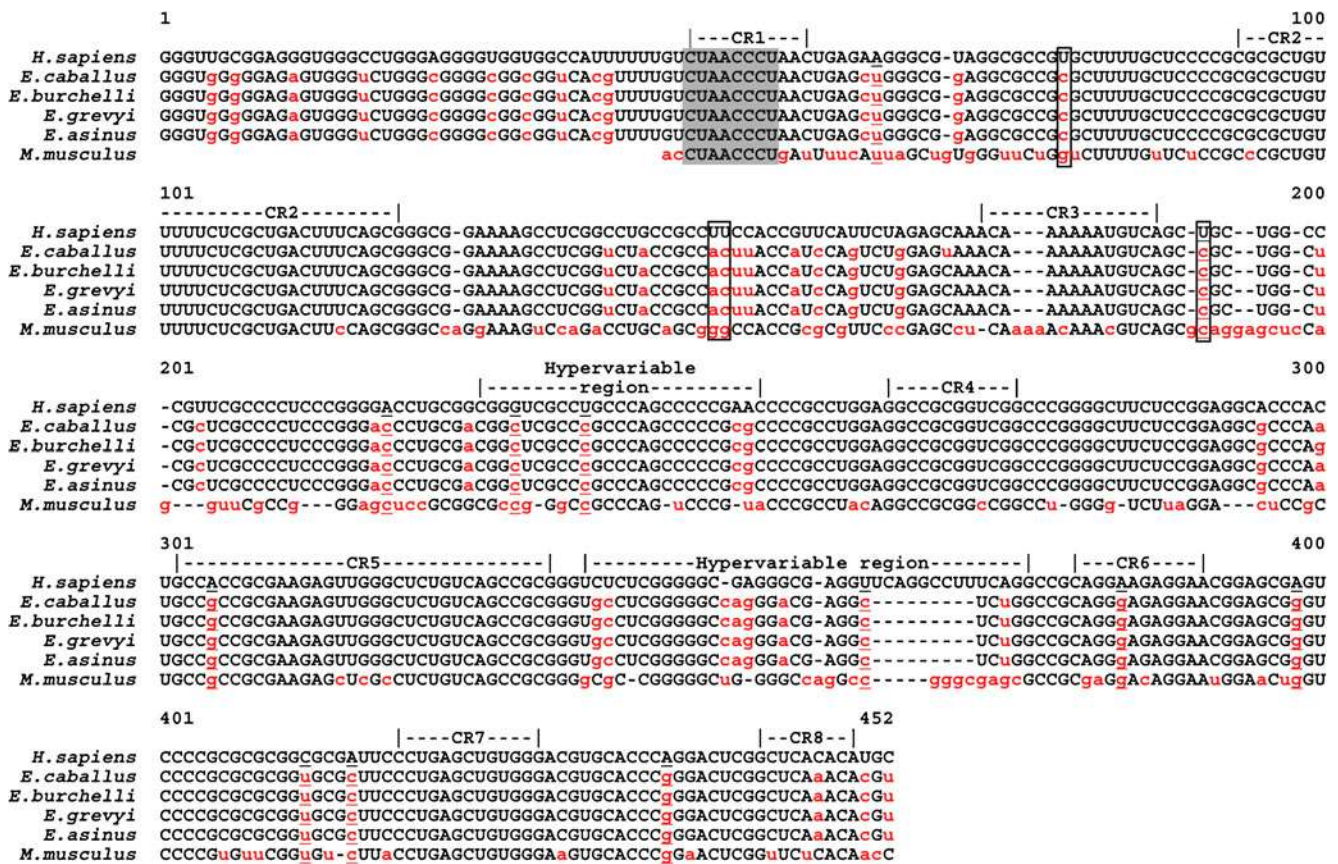 1 100
|---CR1----| |--CR2-
H.sapiens GGGUUGCGGAGGGUGGGCCUGGGAGGGGUGGUGGCCAUUUUUUGUCUAACCCUAACUGAGAAGGGCG-UAGGCGCCGUGCUUUUGCUCCCCGCGCGCUGU
E.caballus GGGUgGgGGAGaGUGGGuCUGGGcGGGGcGGCGGuCACgUUUUGUCUAACCCUAACUGAGCuGGGCG-gAGGCGCCGcGCUUUUGCUCCCCGCGCGCUGU
E.burchelli GGGUgGgGGAGaGUGGGuCUGGGcGGGGcGGCGGuCACgUUUUGUCUAACCCUAACUGAGCuGGGCG-gAGGCGCCGcGCUUUUGCUCCCCGCGCGCUGU
E.grevyi GGGUgGgGGAGaGUGGGuCUGGGcGGGGcGGCGGuCACgUUUUGUCUAACCCUAACUGAGCuGGGCG-gAGGCGCCGcGCUUUUGCUCCCCGCGCGCUGU
E.asinus GGGUgGgGGAGaGUGGGuCUGGGcGGGGcGGCGGuCACgUUUUGUCUAACCCUAACUGAGCuGGGCG-gAGGCGCCGcGCUUUUGCUCCCCGCGCGCUGU
M.musculus acCUAACCCUgAuUuuCAuuAGCuGUgGGuuCuGguCUUUUGuUCuCCGCcCGCUGU
101 200
---------CR2--------| |----CR3------|
H.sapiens UUUUCUCGCUGACUUUCAGCGGGCG-GAAAAGCCUCGGCCUGCCGCCUUCCACCGUUCAUUCUAGAGCAAACA---AAAAAUGUCAGC-UGC--UGG-CC
E.caballus UUUUCUCGCUGACUUUCAGCGGGCG-GAAAAGCCUCGGuCUaCCGCCacuuACCaUcCAgUCUgGAGuAAACA---AAAAAUGUCAGC-cGC--UGG-Cu
E.burchelli UUUUCUCGCUGACUUUCAGCGGGCG-GAAAAGCCUCGGuCUaCCGCCacuuACCaUcCAgUCUgGAGCAAACA---AAAAAUGUCAGC-cGC--UGG-Cu
E.grevyi UUUUCUCGCUGACUUUCAGCGGGCG-GAAAAGCCUCGGuCUaCCGCCacuuACCaUcCAgUCUgGAGCAAACA---AAAAAUGUCAGC-cGC--UGG-Cu
E.asinus UUUUCUCGCUGACUUUCAGCGGGCG-GAAAAGCCUCGGuCUaCCGCCacuuACCaUcCAgUCUgGAGCAAACA---AAAAAUGUCAGC-cGC--UGG-Cu
M.musculus UUUUCUCGCUGACUUcCAGCGGGCcaGgAAAGuCCaGaCCUGCaGCgggCCACCGcgCGUUCccGAGCcu-CAaaaAcAAAcGUCAGCgcaggagcuCCa
201 Hypervariable 300
|--------region---------| |---CR4----|
H.sapiens -CGUUCGCCCCUCCCGGGGACCUGCGGCGGGUCGCCUGCCCAGCCCCCGAACCCCGCCUGGAGGCCGCGGUCGGCCCGGGGCUUCUCCGGAGGCACCCAC
E.caballus -CGcUCGCCCCUCCCGGGacCCUGCGaCGGcUCGCCcGCCCAGCCCCCGcgCCCCGCCUGGAGGCCGCGGUCGGCCCGGGGCUUCUCCGGAGGCgCCCAa
E.burchelli -CGcUCGCCCCUCCCGGGacCCUGCGaCGGcUCGCCcGCCCAGCCCCCGcgCCCCGCCUGGAGGCCGCGGUCGGCCCGGGGCUUCUCCGGAGGCgCCCAg
E.grevyi -CGcUCGCCCCUCCCGGGacCCUGCGaCGGcUCGCCcGCCCAGCCCCCGcgCCCCGCCUGGAGGCCGCGGUCGGCCCGGGGCUUCUCCGGAGGCgCCCAa
E.asinus -CGcUCGCCCCUCCCGGGacCCUGCGaCGGcUCGCCcGCCCAGCCCCCGcgCCCCGCCUGGAGGCCGCGGUCGGCCCGGGGCUUCUCCGGAGGCgCCCAa
M.musculus g---guuCgCCg---GGagcuccGCGGCGccg-gGCcGCCCAG-uCCCG-uaCCCGCCUacAGGCCGCGGcCGGCCu-GGGg-UCUuaGGA---cuCCGC
301 400
|--------------CR5---------------| |----------Hypervariable region--------| |---CR6----|
H.sapiens UGCCACCGCGAAGAGUUGGGCUCUGUCAGCCGCGGGUCUCUCGGGGGC-GAGGGCG-AGGUUCAGGCCUUUCAGGCCGCAGGAAGAGGAACGGAGCGAGU
E.caballus UGCCgCCGCGAAGAGUUGGGCUCUGUCAGCCGCGGGUgcCUCGGGGGCcagGGaCG-AGGc---------UCuGGCCGCAGGgAGAGGAACGGAGCGgGU
E.burchelli UGCCgCCGCGAAGAGUUGGGCUCUGUCAGCCGCGGGUgcCUCGGGGGCcagGGaCG-AGGc---------UCuGGCCGCAGGgAGAGGAACGGAGCGgGU
E.grevyi UGCCgCCGCGAAGAGUUGGGCUCUGUCAGCCGCGGGUgcCUCGGGGGCcagGGaCG-AGGc---------UCuGGCCGCAGGgAGAGGAACGGAGCGgGU
E.asinus UGCCgCCGCGAAGAGUUGGGCUCUGUCAGCCGCGGGUgcCUCGGGGGCcagGGaCG-AGGc---------UCuGGCCGCAGGgAGAGGAACGGAGCGgGU
M.musculus UGCCgCCGCGAAGAGcUCgcCUCUGUCAGCCGCGGGgCGC-CGGGGGCuG-GGGCcaGGcc-----gggcgagcGCCGCgaGgAcAGGAAuGGAAcUgGU
401 452
|----CR7----| |--CR8--|
H.sapiens CCCCGCGCGCGGCGCGAUUCCCUGAGCUGUGGGACGUGCACCCAGGACUCGGCUCACACAUGC
E.caballus CCCCGCGCGCGGuGCGcUUCCCUGAGCUGUGGGACGUGCACCCgGGACUCGGCUCAaACAcGu
E.burchelli CCCCGCGCGCGGuGCGcUUCCCUGAGCUGUGGGACGUGCACCCgGGACUCGGCUCAaACAcGu
E.grevyi CCCCGCGCGCGGuGCGcUUCCCUGAGCUGUGGGACGUGCACCCgGGACUCGGCUCAaACAcGu
E.asinus CCCCGCGCGCGGuGCGcUUCCCUGAGCUGUGGGACGUGCACCCgGGACUCGGCUCAaACAcGu
M.musculus CCCCGuGuuCGGuGu-cUUaCCUGAGCUGUGGGAaGUGCACCCgGaACUCGGuUCuCACAacC